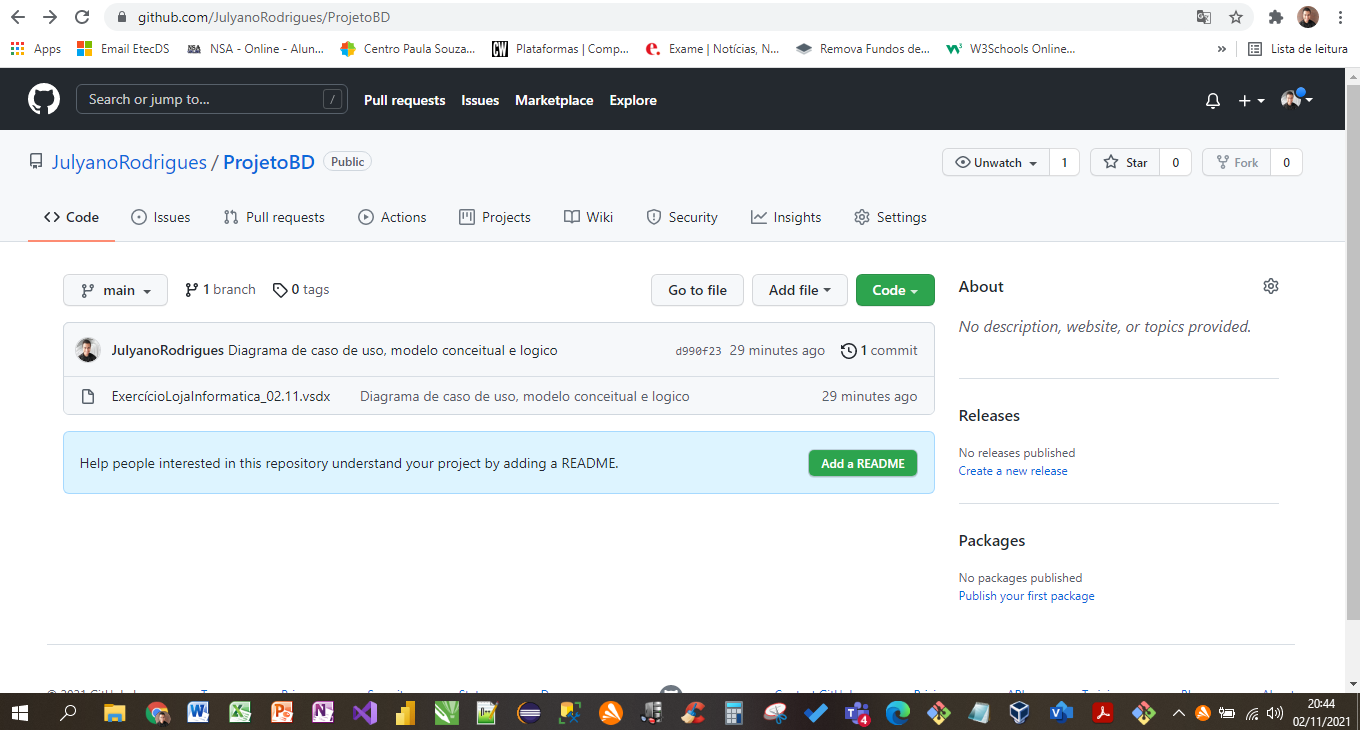 github.com/JulyanoRodrigues/ProjetoBD
Apps Email EtecDS NSA - Online - Alun... Centro Paula Souza... CW Plataformas | Comp... Exame | Notícias, N... Remova Fundos de... W3Schools Online... » Lista de leitura
Search or jump to... / Pull requests Issues Marketplace Explore
JulyanoRodrigues / ProjetoBD Public Unwatch 1 Star 0 Fork 0
Code Issues Pull requests Actions Projects Wiki Security Insights Settings
main 1 branch 0 tags Go to file Add file Code
JulyanoRodrigues Diagrama de caso de uso, modelo conceitual e logico d990f23 29 minutes ago 1 commit
ExercícioLojaInformatica_02.11.vsdx Diagrama de caso de uso, modelo conceitual e logico 29 minutes ago
Help people interested in this repository understand your project by adding a README. Add a README
About
No description, website, or topics provided.
Releases
No releases published
Create a new release
Packages
No packages published
Publish your first package
4
20:44
02/11/2021